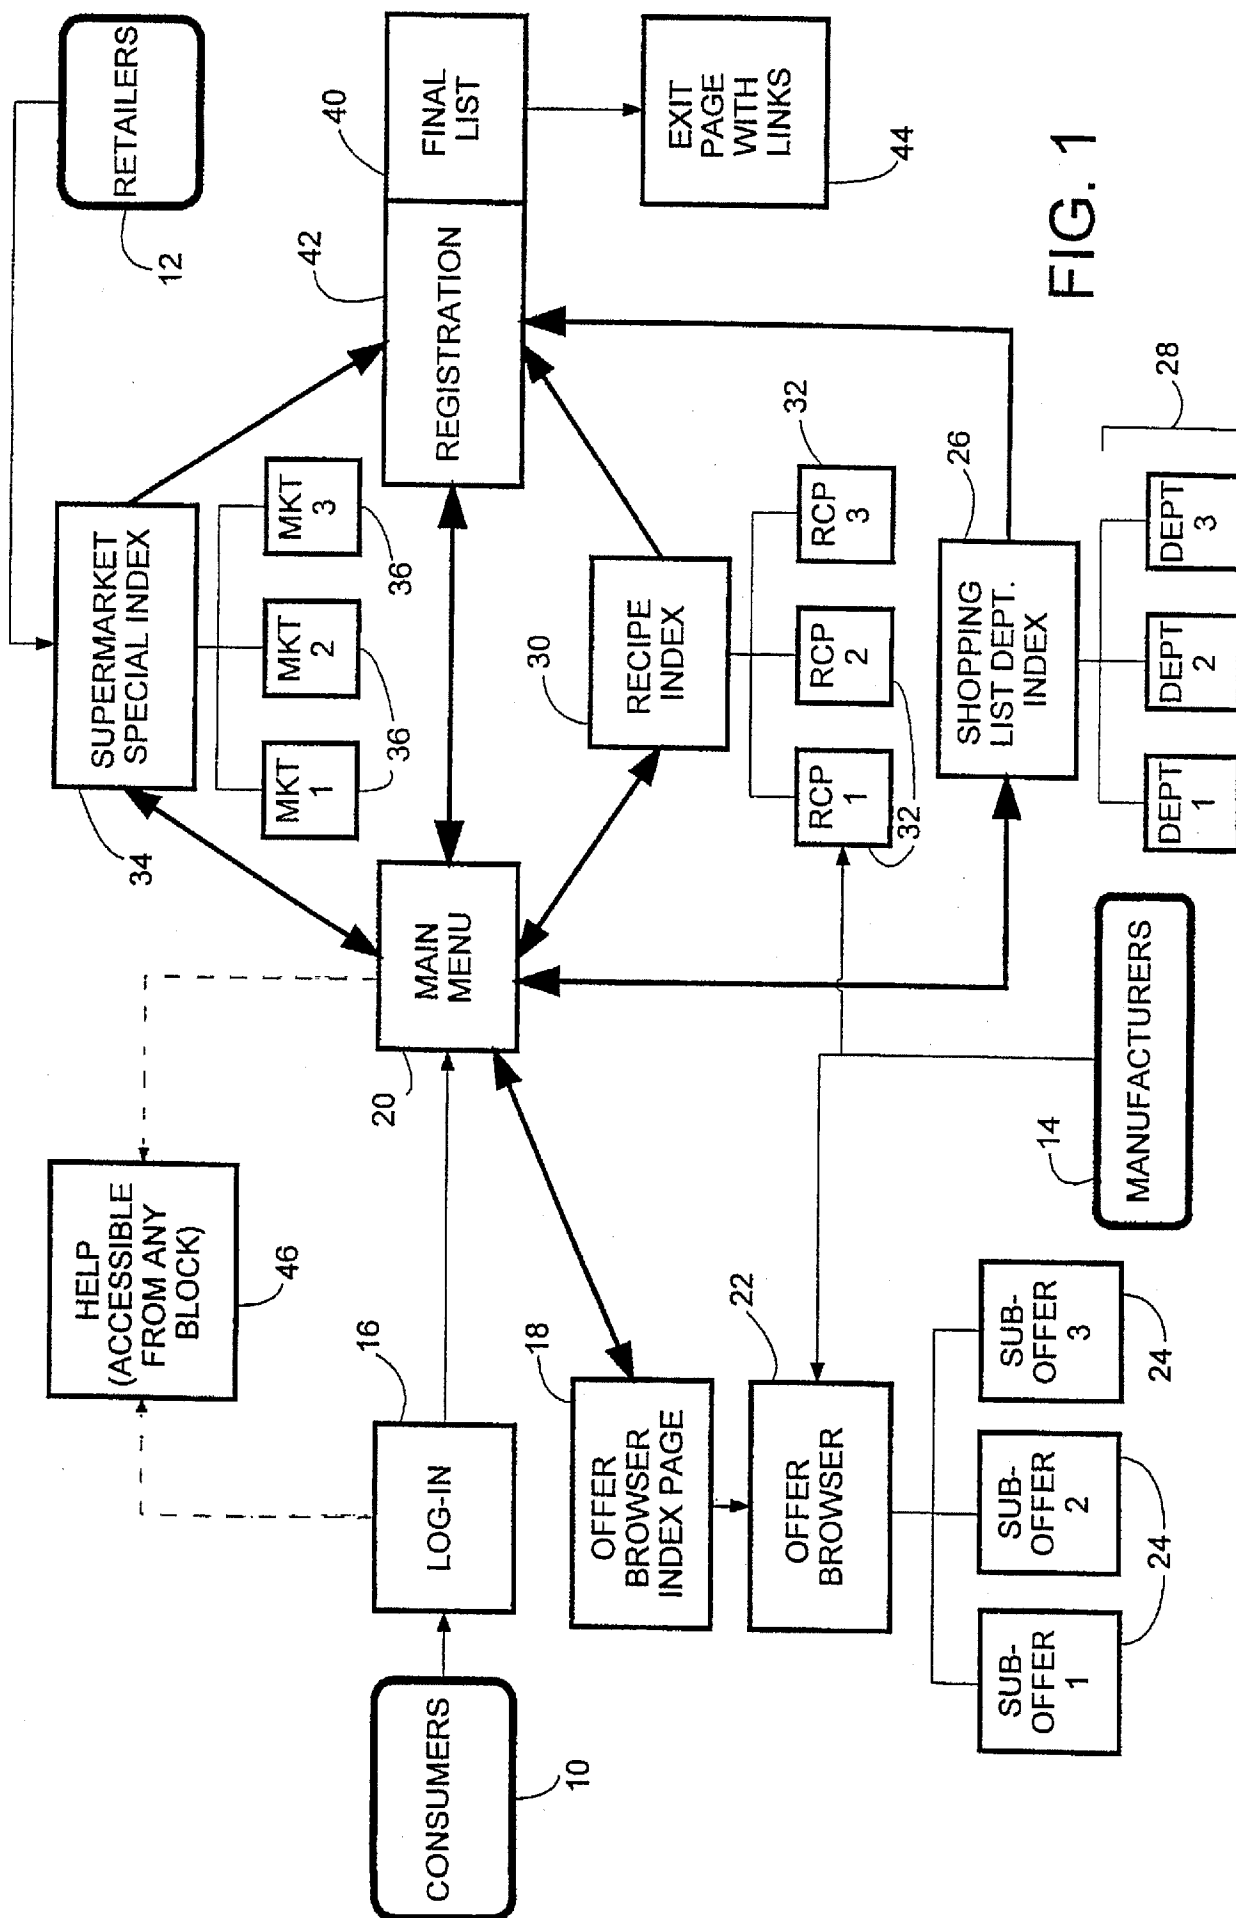 RETAILERS
12
SUPERMARKET
SPECIAL INDEX
34
MKT
1
MKT
2
MKT
3
36
36
HELP
(ACCESSIBLE
FROM ANY
BLOCK)
46
CONSUMERS
10
LOG-IN
16
MAIN
MENU
20
REGISTRATION
42
FINAL
LIST
40
EXIT
PAGE
WITH
LINKS
44
OFFER
BROWSER
INDEX PAGE
18
OFFER
BROWSER
22
SUB-
OFFER
1
SUB-
OFFER
2
SUB-
OFFER
3
24
24
RECIPE
INDEX
30
RCP
1
RCP
2
RCP
3
32
32
32
SHOPPING
LIST DEPT.
INDEX
26
DEPT
1
DEPT
2
DEPT
3
28
MANUFACTURERS
14
FIG. 1